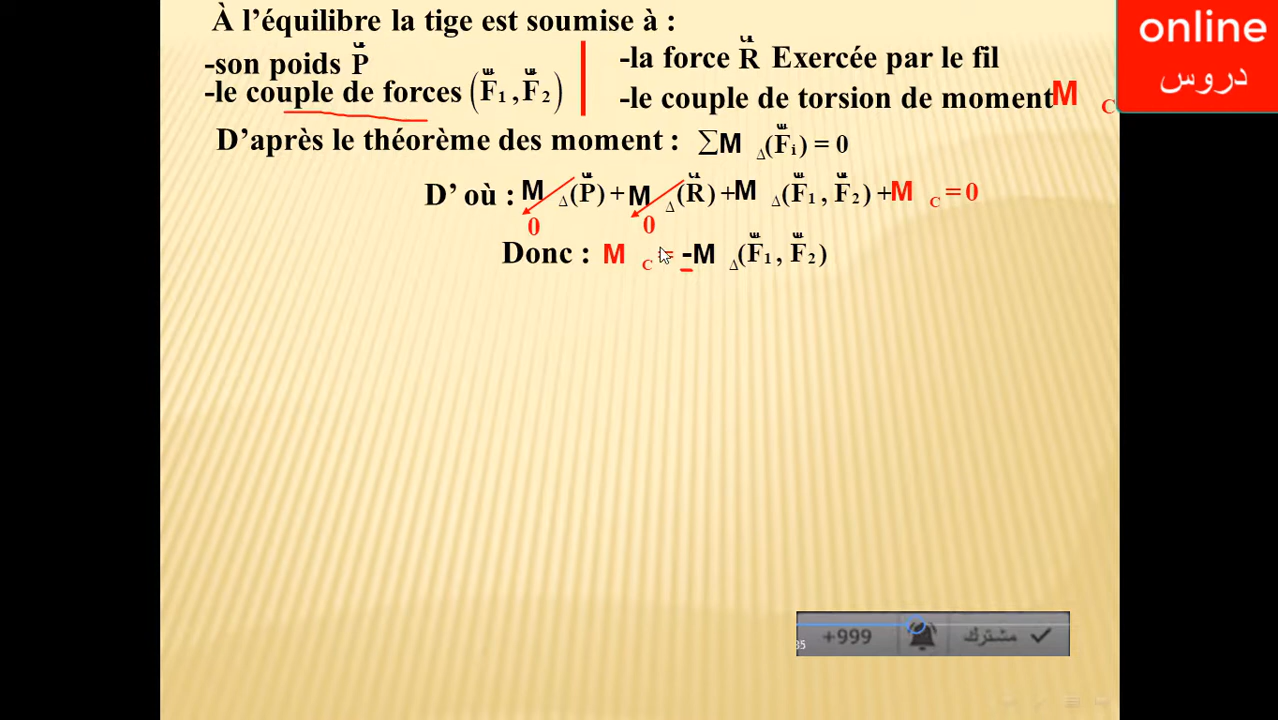 À l’équilibre la tige est soumise à :
-son poids P
-le couple de forces (F1 , F2)
-la force R Exercée par le fil
-le couple de torsion de moment M C
D’après le théorème des moment : ∑M Δ(Fi) = 0
D’ où : M Δ(P) + M Δ(R) + M Δ(F1 , F2) + M C = 0
0 0
Donc : M C = -M Δ(F1 , F2)
online
دروس
+999 مشترك
35